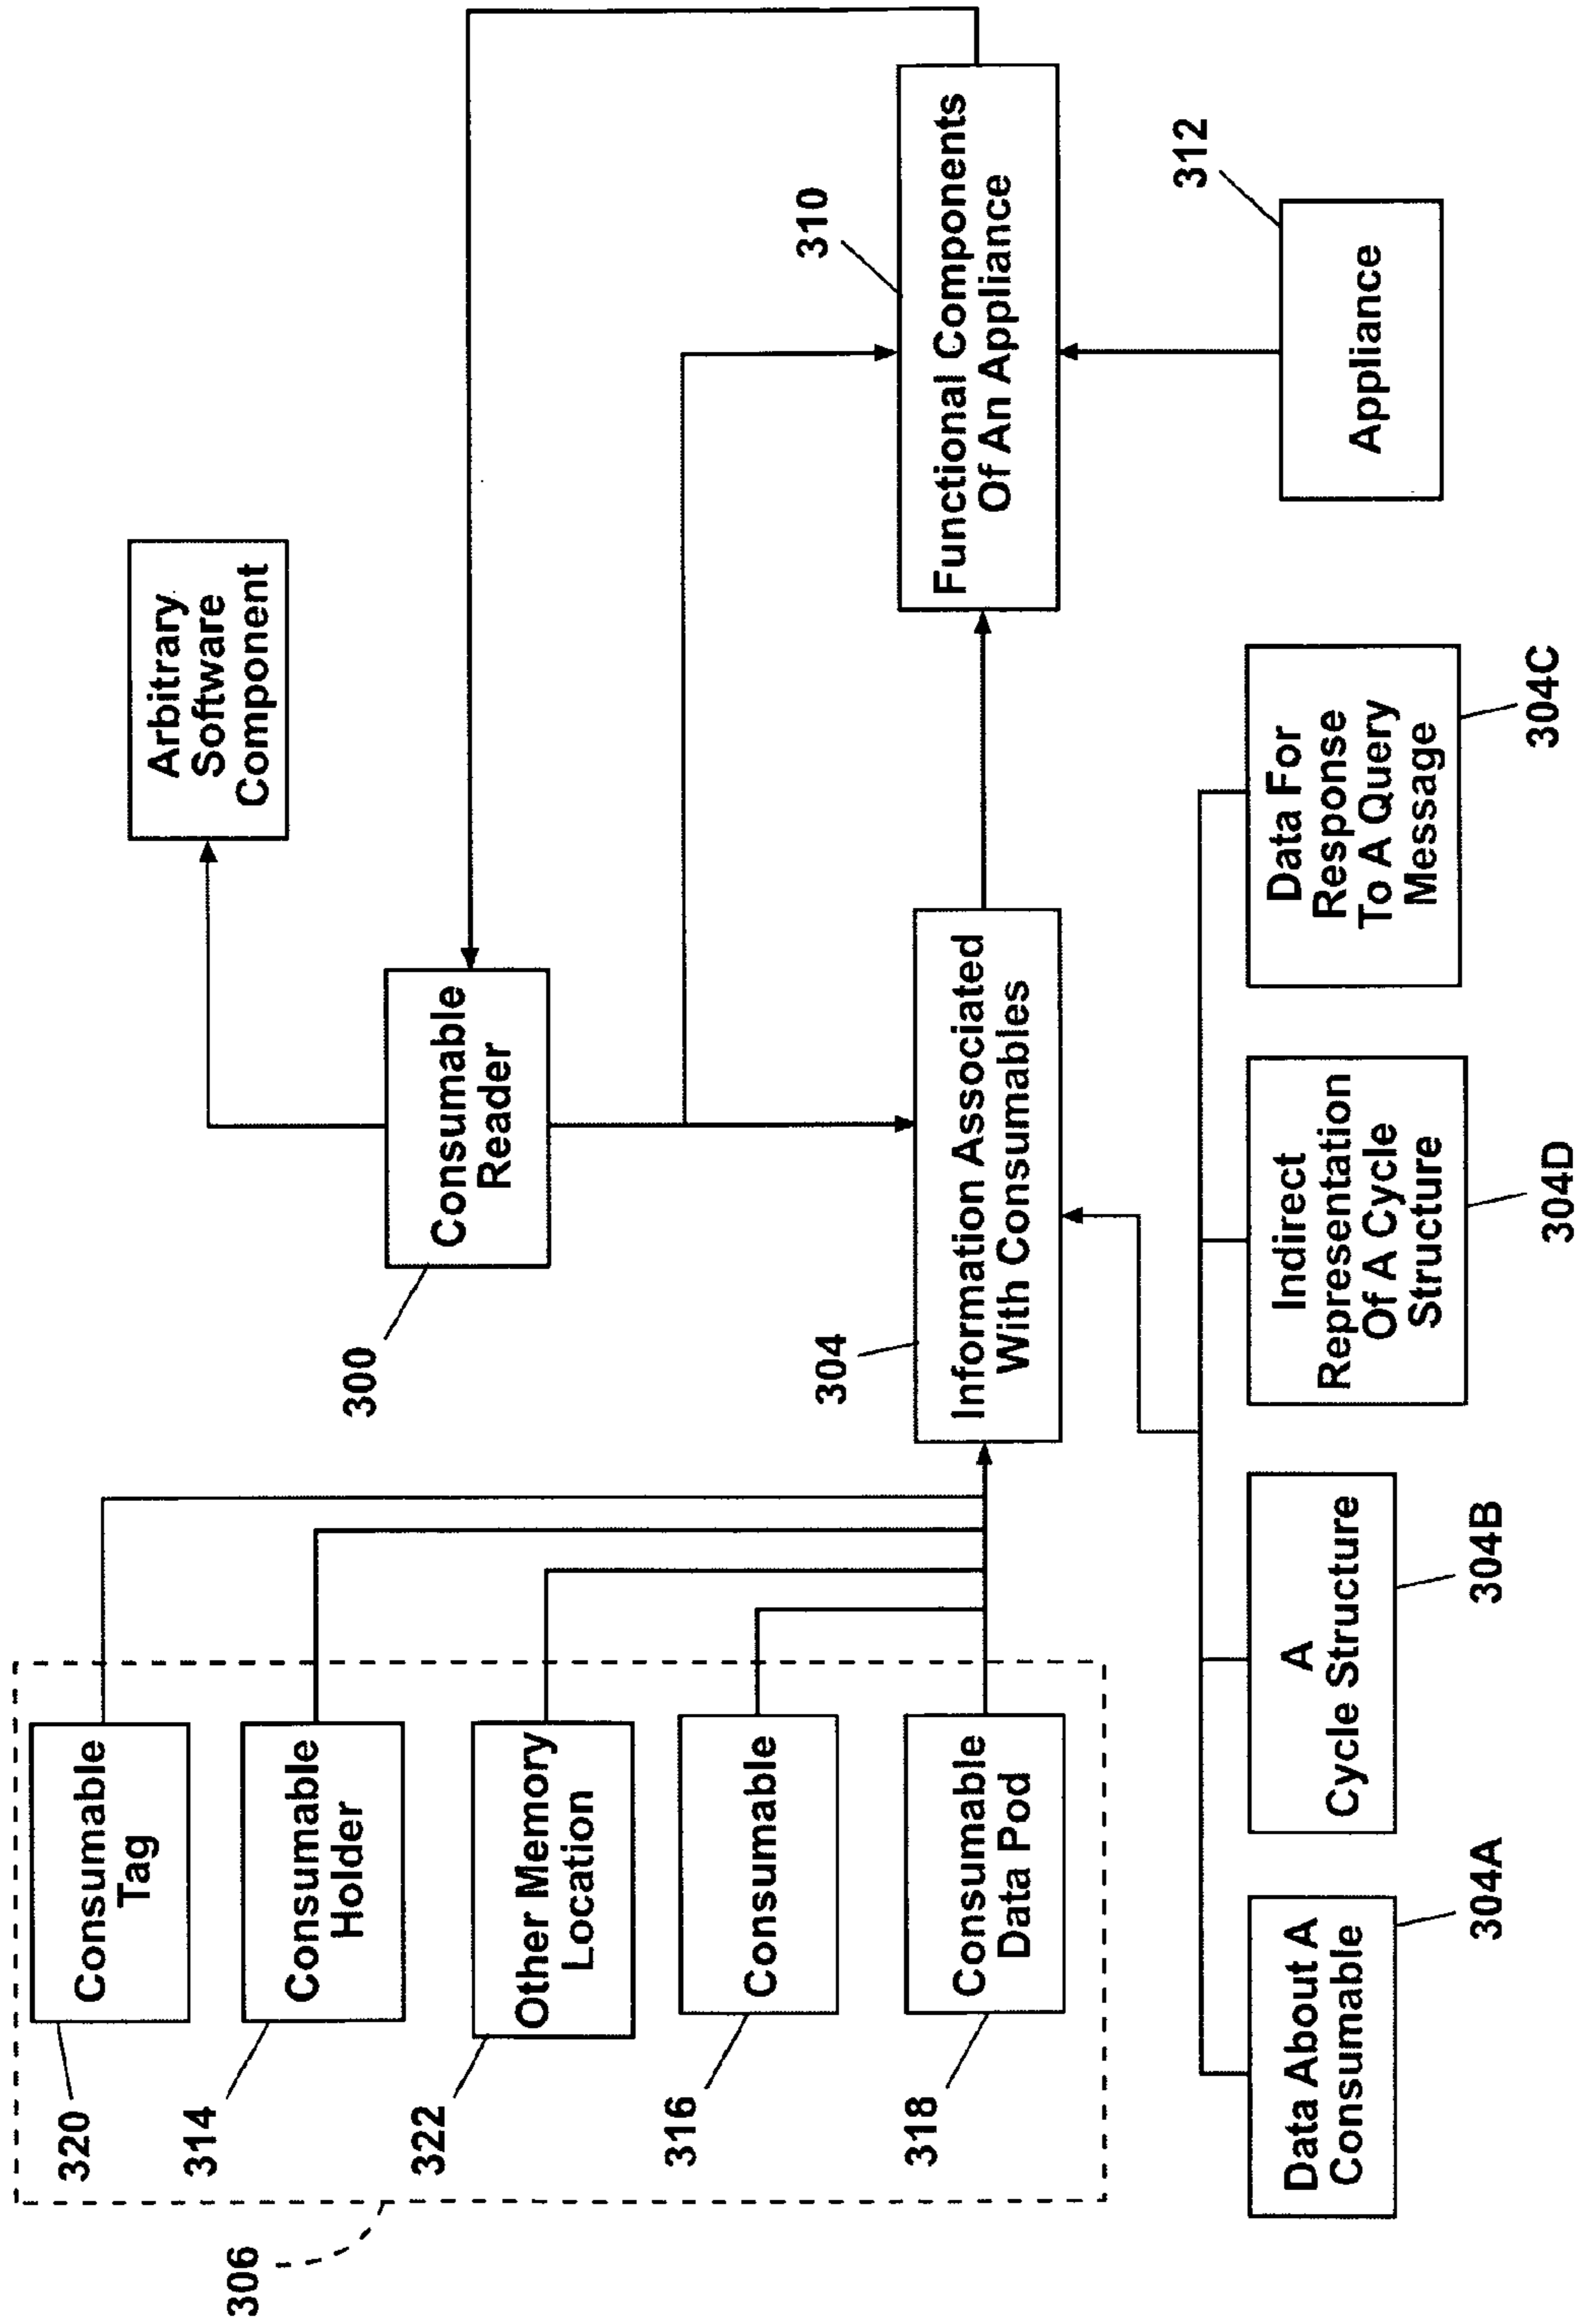 Arbitrary
Software
Component
Consumable
Reader
300
Functional Components
Of An Appliance
310
312
Appliance
Information Associated
With Consumables
304
Consumable
Tag
320
Consumable
Holder
314
Other Memory
Location
322
Consumable
316
Consumable
Data Pod
318
306
Data About A
Consumable
304A
A
Cycle Structure
304B
Indirect
Representation
Of A Cycle
Structure
304D
Data For
Response
To A Query
Message
304C